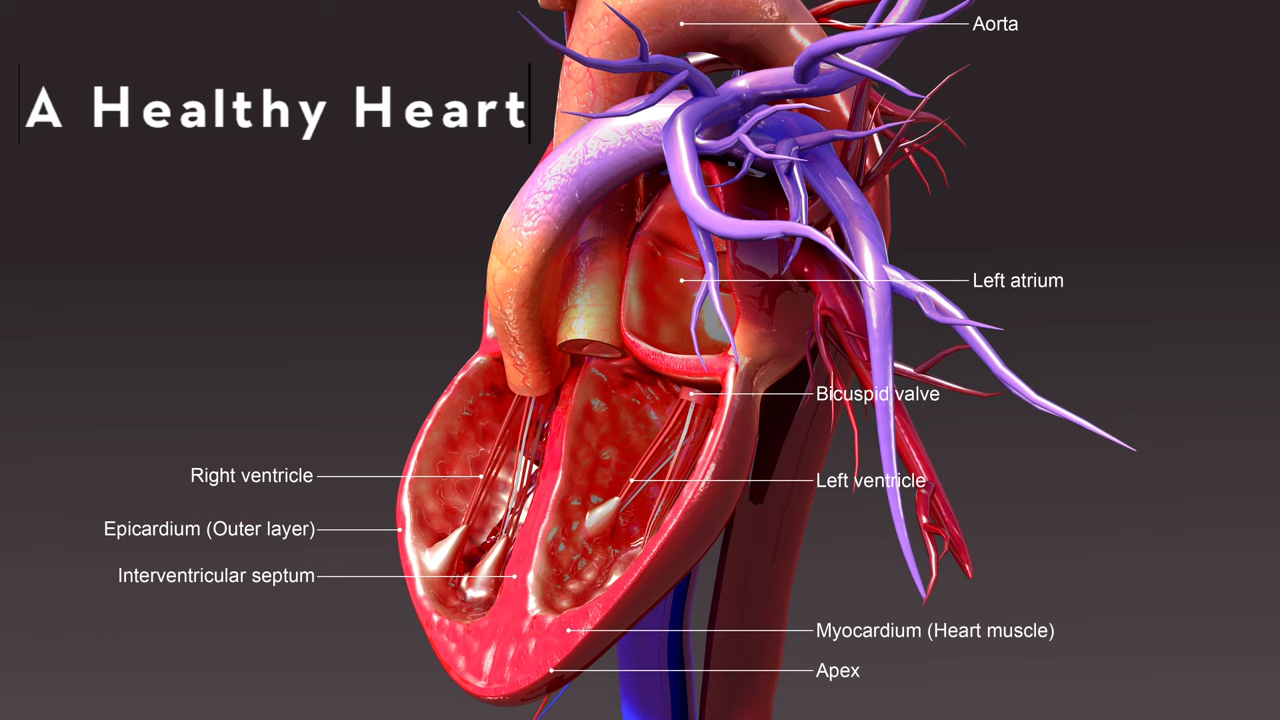 Aorta
A Healthy Heart
Left atrium
Bicuspid valve
Right ventricle
Left ventricle
Epicardium (Outer layer)
Interventricular septum
Myocardium (Heart muscle)
Apex